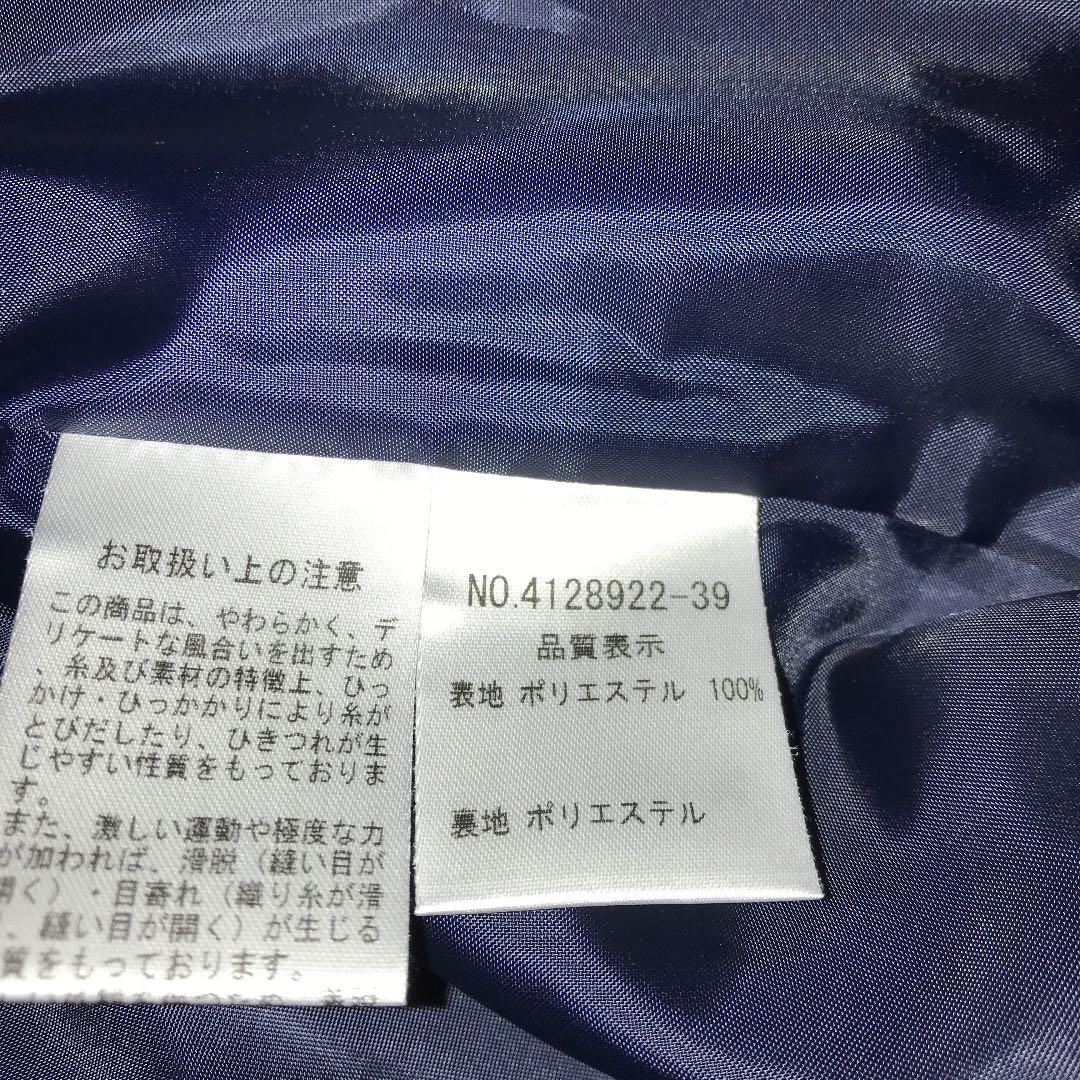 お取扱い上の注意
この商品は、やわらかく、デ
リケートな風合いを出すため
、糸及び素材の特徴上、ひっ
かけ・ひっかかりにより糸が
とびだしたり、ひきつれが生
じやすい性質をもっておりま
す。
また、激しい運動や極度な力
が加われば、滑脱（縫い目が
開く）・目寄れ（織り糸が滑
、縫い目が開く）が生じる
質をもっております。
NO.4128922-39
品質表示
表地 ポリエステル 100%
裏地 ポリエステル